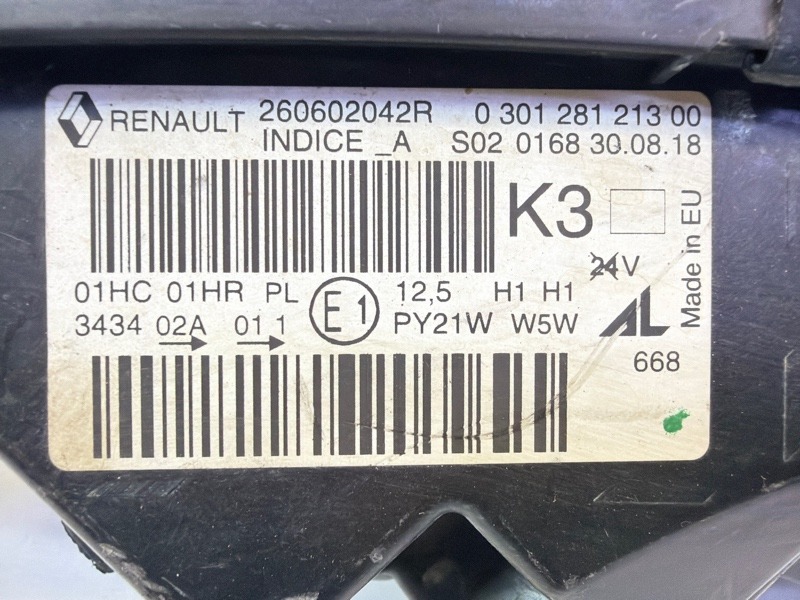 RENAULT 260602042R 0 301 281 213 00
INDICE _A S02 0168 30.08.18
K3
24V
01HC 01HR PL E1 12,5 H1 H1
3434 02A 01 1 PY21W W5W AL
668
Made in EU